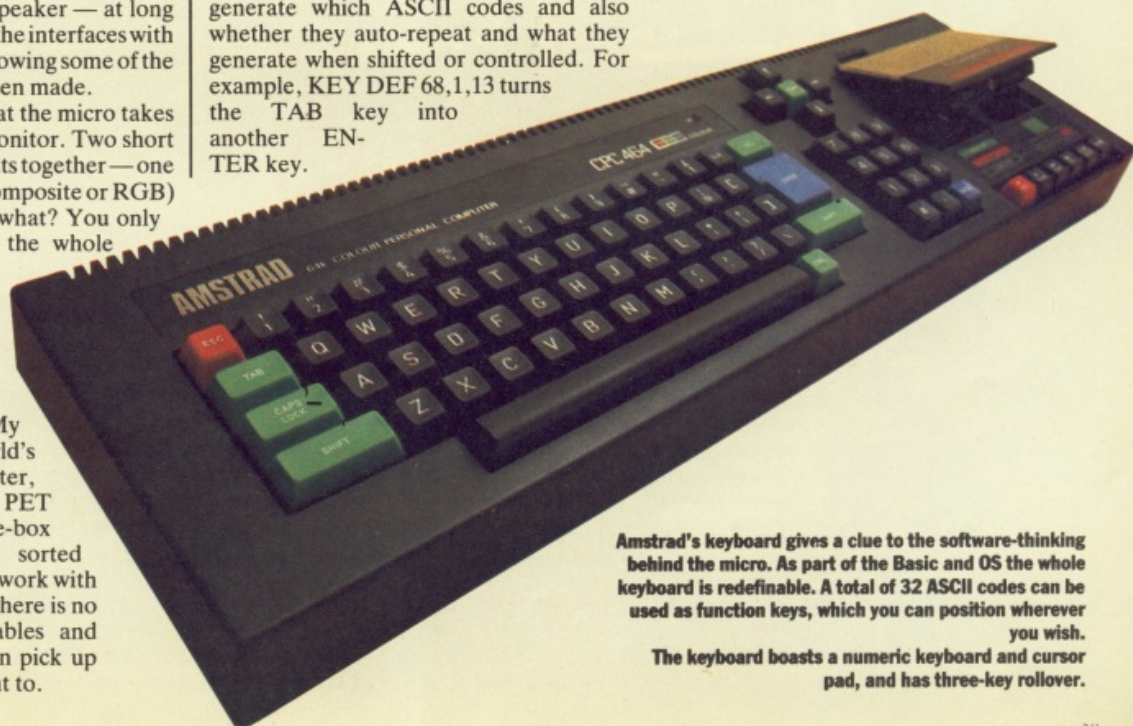 peaker — at long
he interfaces with
owing some of the
en made.
at the micro takes
onitor. Two short
ts together — one
omposite or RGB)
what? You only
the whole
My
ld's
ter,
PET
e-box
sorted
work with
here is no
ables and
n pick up
t to.
generate which ASCII codes and also
whether they auto-repeat and what they
generate when shifted or controlled. For
example, KEY DEF 68,1,13 turns
the TAB key into
another EN-
TER key.
AMSTRAD 64K COLOUR PERSONAL COMPUTER
CPC 464
ESC
TAB
Q W E R T Y U I O P
CAPS LOCK
A S D F G H J K L
SHIFT
Z X C V B N M
Amstrad's keyboard gives a clue to the software-thinking
behind the micro. As part of the Basic and OS the whole
keyboard is redefinable. A total of 32 ASCII codes can be
used as function keys, which you can position wherever
you wish.
The keyboard boasts a numeric keyboard and cursor
pad, and has three-key rollover.